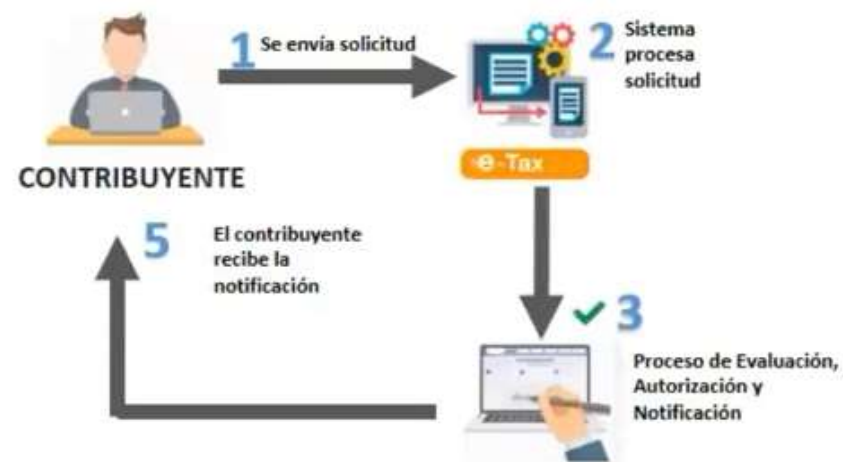 1 Se envía solicitud
2 Sistema
procesa
solicitud
e-Tax
CONTRIBUYENTE
5 El contribuyente
recibe la
notificación
3
Proceso de Evaluación,
Autorización y
Notificación